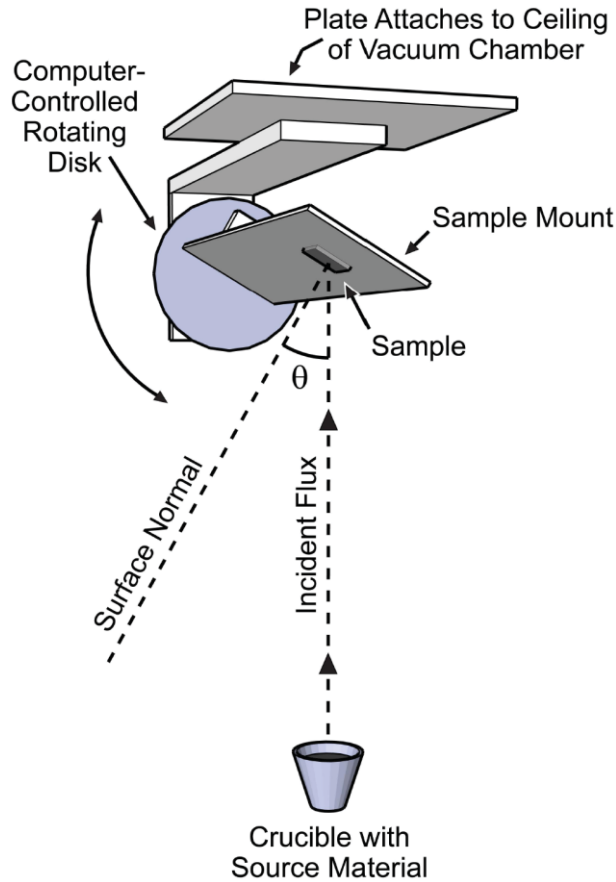 Plate Attaches to Ceiling
of Vacuum Chamber
Computer-
Controlled
Rotating
Disk
Sample Mount
Sample
θ
Surface Normal
Incident Flux
Crucible with
Source Material